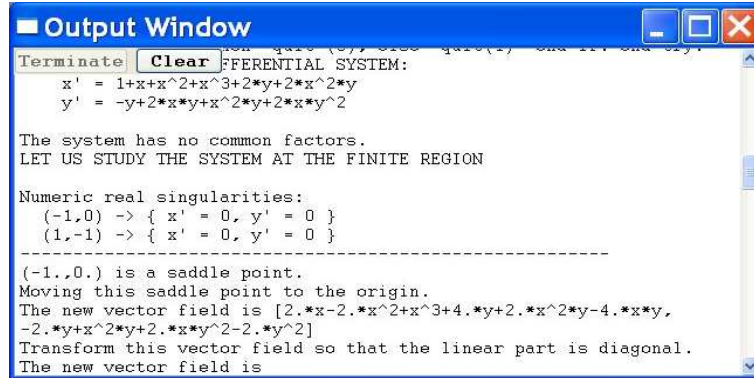 Output Window
Terminate Clear FFERENTIAL SYSTEM:
x' = 1+x+x^2+x^3+2*y+2*x^2*y
y' = -y+2*x*y+x^2*y+2*x*y^2
The system has no common factors.
LET US STUDY THE SYSTEM AT THE FINITE REGION
Numeric real singularities:
(-1,0) -> { x' = 0, y' = 0 }
(1,-1) -> { x' = 0, y' = 0 }
------------------------------------------------------------
(-1.,0.) is a saddle point.
Moving this saddle point to the origin.
The new vector field is [2.*x-2.*x^2+x^3+4.*y+2.*x^2*y-4.*x*y,
-2.*y+x^2*y+2.*x*y^2-2.*y^2]
Transform this vector field so that the linear part is diagonal.
The new vector field is